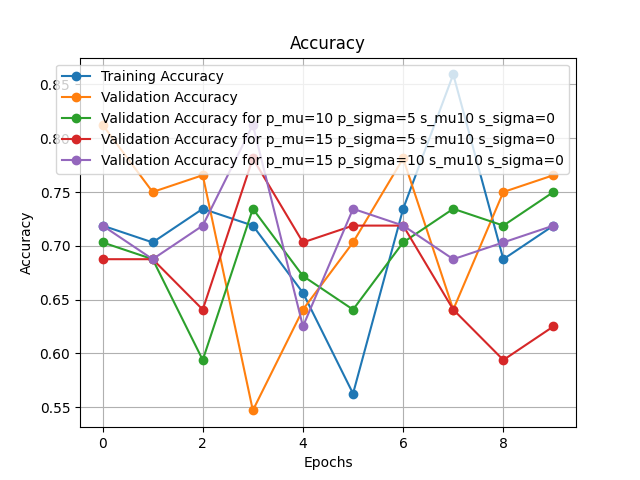 Accuracy
Training Accuracy
Validation Accuracy
Validation Accuracy for p_mu=10 p_sigma=5 s_mu10 s_sigma=0
Validation Accuracy for p_mu=15 p_sigma=5 s_mu10 s_sigma=0
Validation Accuracy for p_mu=15 p_sigma=10 s_mu10 s_sigma=0
0.85
0.80
0.75
0.70
0.65
0.60
0.55
Accuracy
0 2 4 6 8
Epochs